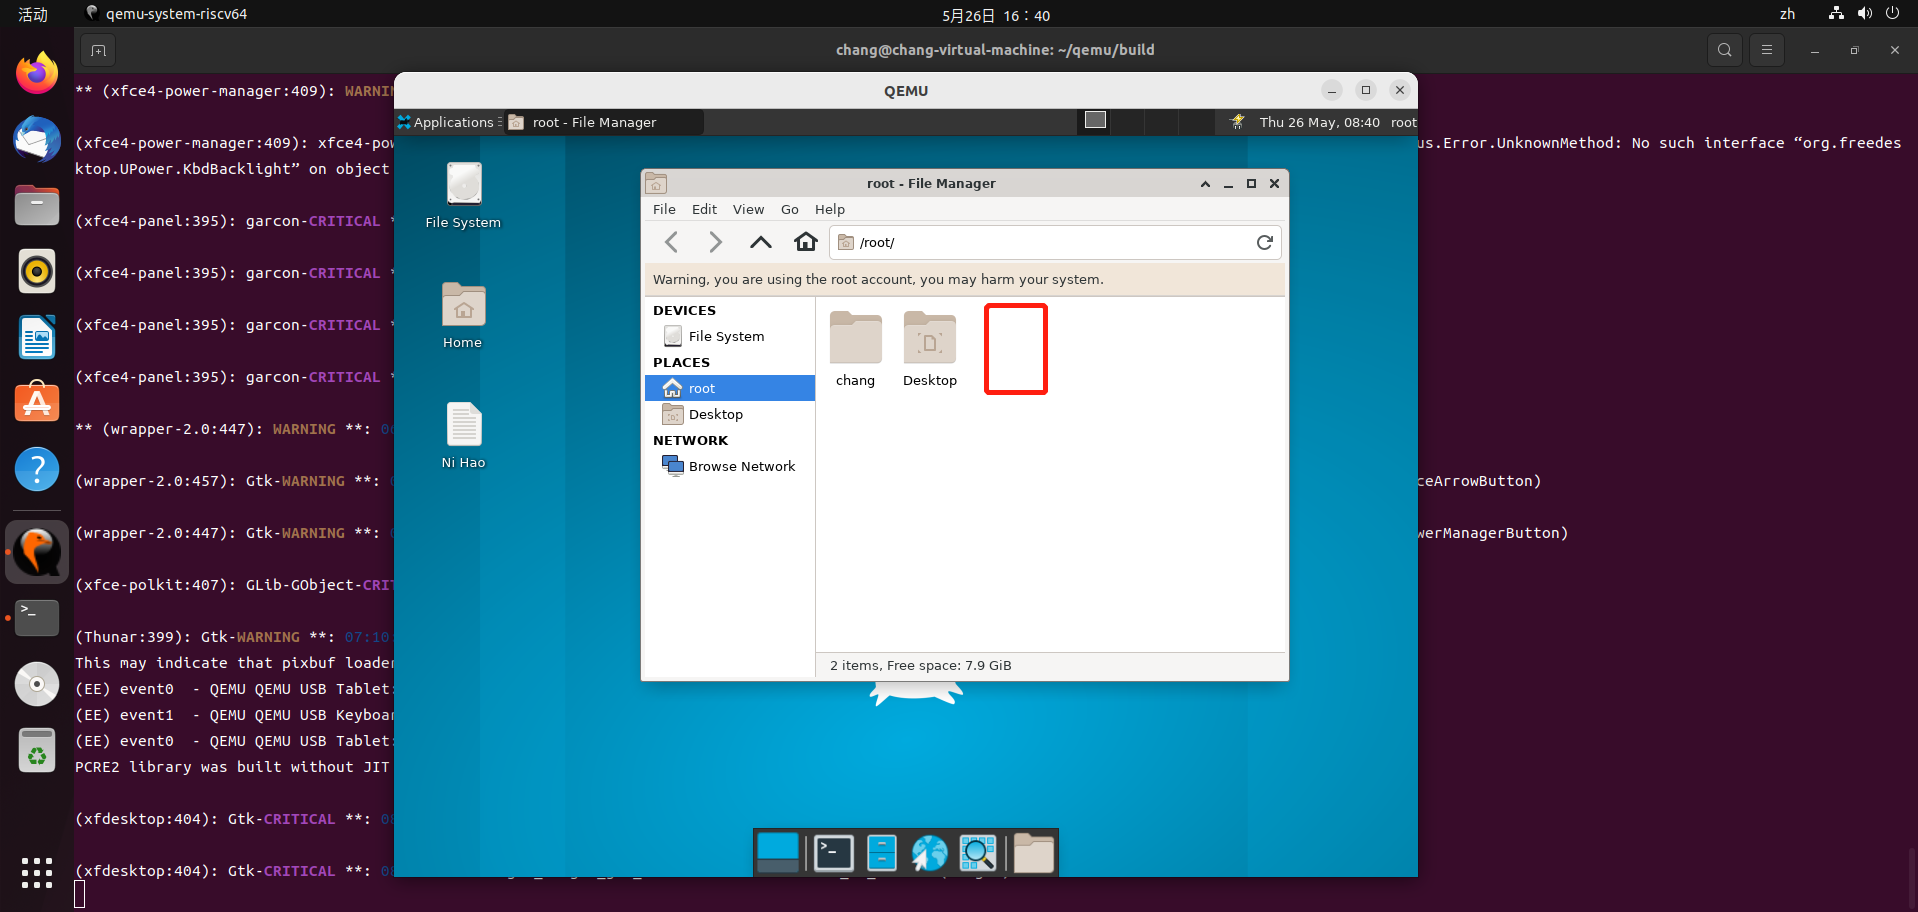 活动
qemu-system-riscv64
5月26日 16：40
zh
chang@chang-virtual-machine: ~/qemu/build
** (xfce4-power-manager:409): WARNIN
QEMU
Applications
root - File Manager
Thu 26 May, 08:40 root
(xfce4-power-manager:409): xfce4-pow
us.Error.UnknownMethod: No such interface “org.freedes
ktop.UPower.KbdBacklight” on object
(xfce4-panel:395): garcon-CRITICAL *
(xfce4-panel:395): garcon-CRITICAL *
(xfce4-panel:395): garcon-CRITICAL *
(xfce4-panel:395): garcon-CRITICAL *
** (wrapper-2.0:447): WARNING **: 0
(wrapper-2.0:457): Gtk-WARNING **:
ceArrowButton)
(wrapper-2.0:447): Gtk-WARNING **:
werManagerButton)
(xfce-polkit:407): GLib-GObject-CRIT
(Thunar:399): Gtk-WARNING **: 07:10:
This may indicate that pixbuf loader
(EE) event0  - QEMU QEMU USB Tablet:
(EE) event1  - QEMU QEMU USB Keyboar
(EE) event0  - QEMU QEMU USB Tablet:
PCRE2 library was built without JIT
(xfdesktop:404): Gtk-CRITICAL **: 08
(xfdesktop:404): Gtk-CRITICAL **: 08
File System
Home
Ni Hao
root - File Manager
File Edit View Go Help
/root/
Warning, you are using the root account, you may harm your system.
DEVICES
File System
PLACES
root
Desktop
NETWORK
Browse Network
chang
Desktop
2 items, Free space: 7.9 GiB